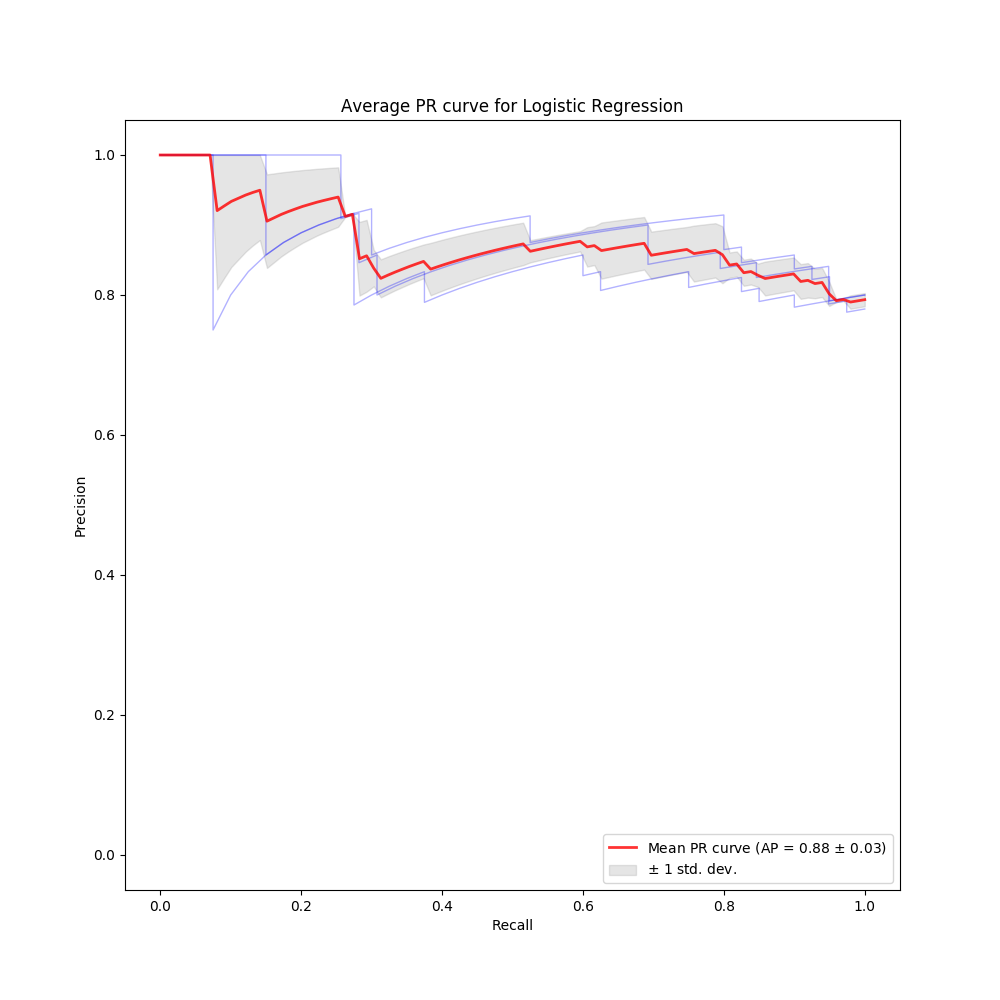 Average PR curve for Logistic Regression
1.0
0.8
0.6
0.4
0.2
0.0
Precision
Mean PR curve (AP = 0.88 ± 0.03)
± 1 std. dev.
0.0 0.2 0.4 0.6 0.8 1.0
Recall